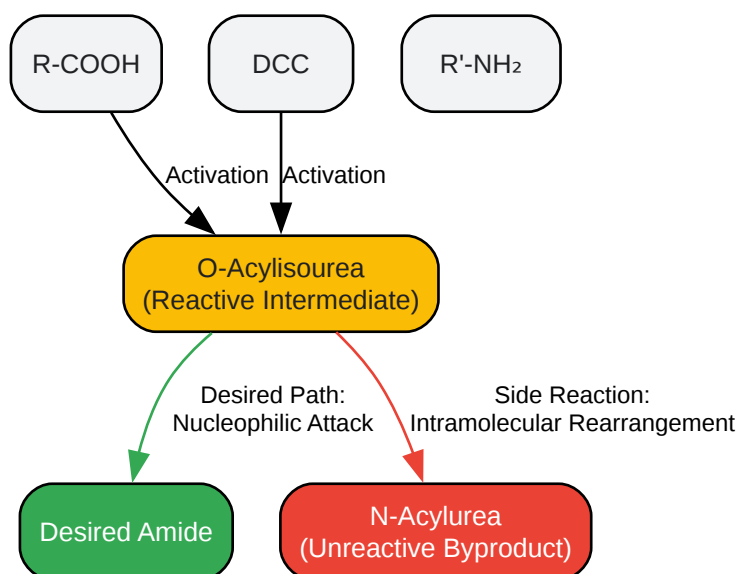 R-COOH
DCC
R'-NH₂
Activation
Activation
O-Acylisourea
(Reactive Intermediate)
Desired Path:
Nucleophilic Attack
Side Reaction:
Intramolecular Rearrangement
Desired Amide
N-Acylurea
(Unreactive Byproduct)